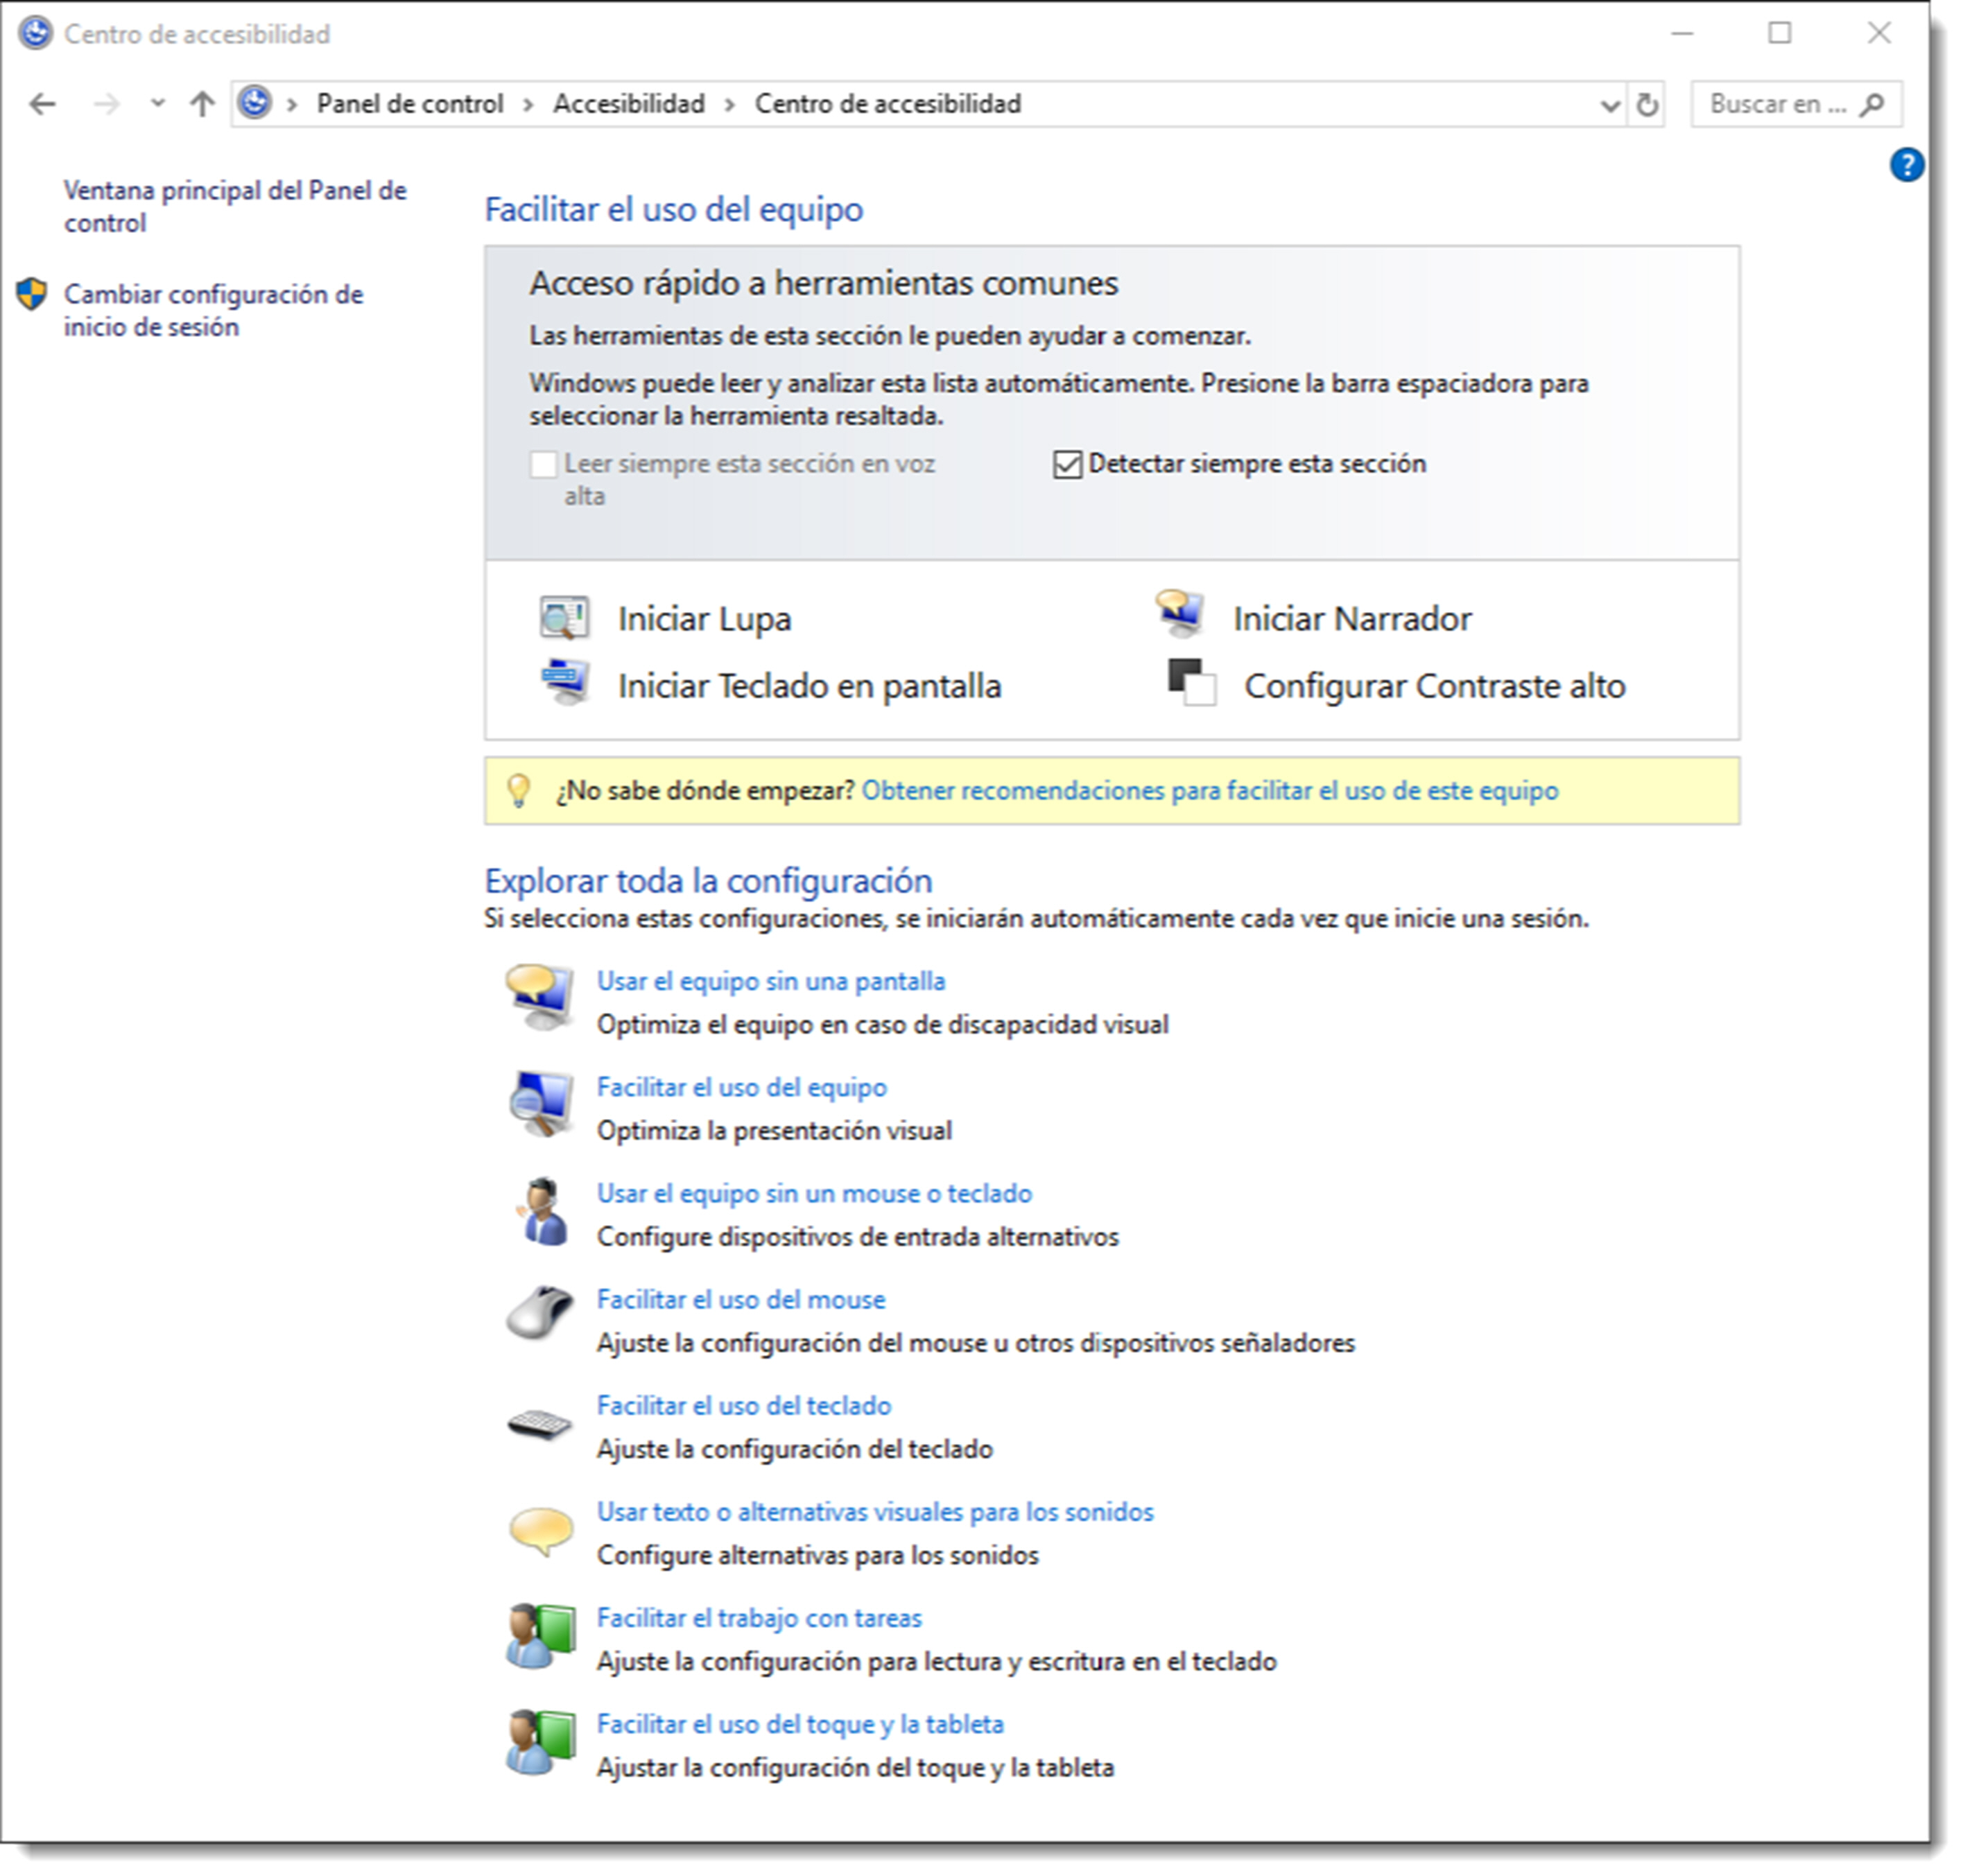 Centro de accesibilidad
Panel de control > Accesibilidad > Centro de accesibilidad
Buscar en ...
?
Ventana principal del Panel de
control
Cambiar configuración de
inicio de sesión
Facilitar el uso del equipo
Acceso rápido a herramientas comunes
Las herramientas de esta sección le pueden ayudar a comenzar.
Windows puede leer y analizar esta lista automáticamente. Presione la barra espaciadora para
seleccionar la herramienta resaltada.
Leer siempre esta sección en voz
alta
Detectar siempre esta sección
Iniciar Lupa
Iniciar Narrador
Iniciar Teclado en pantalla
Configurar Contraste alto
¿No sabe dónde empezar? Obtener recomendaciones para facilitar el uso de este equipo
Explorar toda la configuración
Si selecciona estas configuraciones, se iniciarán automáticamente cada vez que inicie una sesión.
Usar el equipo sin una pantalla
Optimiza el equipo en caso de discapacidad visual
Facilitar el uso del equipo
Optimiza la presentación visual
Usar el equipo sin un mouse o teclado
Configure dispositivos de entrada alternativos
Facilitar el uso del mouse
Ajuste la configuración del mouse u otros dispositivos señaladores
Facilitar el uso del teclado
Ajuste la configuración del teclado
Usar texto o alternativas visuales para los sonidos
Configure alternativas para los sonidos
Facilitar el trabajo con tareas
Ajuste la configuración para lectura y escritura en el teclado
Facilitar el uso del toque y la tableta
Ajustar la configuración del toque y la tableta